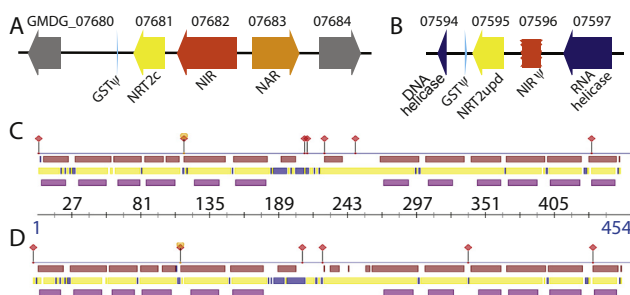 GMDG_07680 07681 07682 07683 07684
A
GSTψ NRT2c NIR NAR
07594 07595 07596 07597
B
DNA helicase GSTψ NRT2upd NIRψ RNA helicase
C
27 81 135 189 243 297 351 405
1 454
D